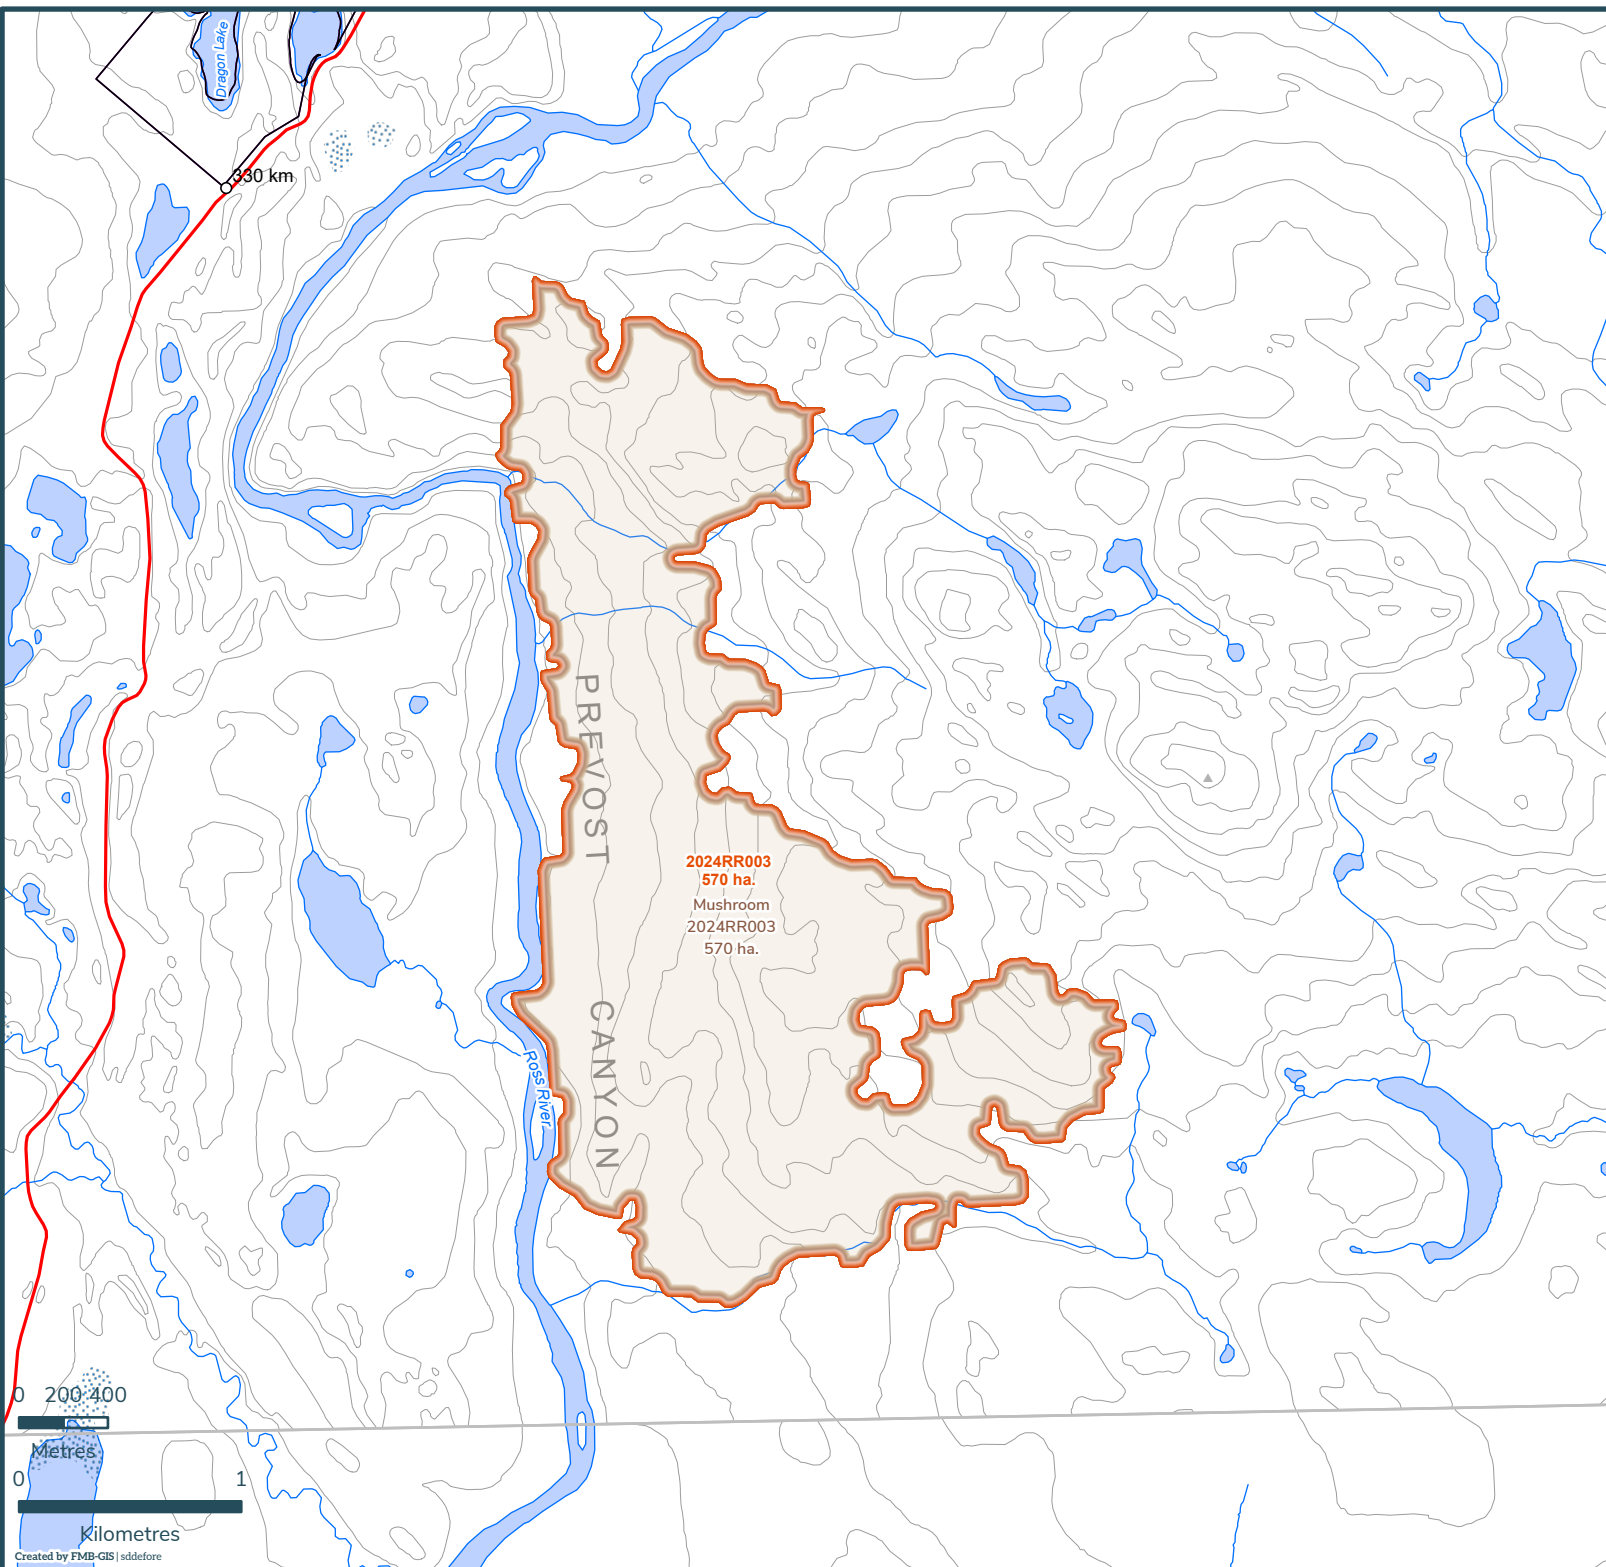 Dragon Lake
330 km
PREVOST
2024RR003
570 ha.
Mushroom
2024RR003
570 ha.
CANYON
Ross River
0 200 400
Metres
0 1
Kilometres
Created by FMB-GIS | sddefore